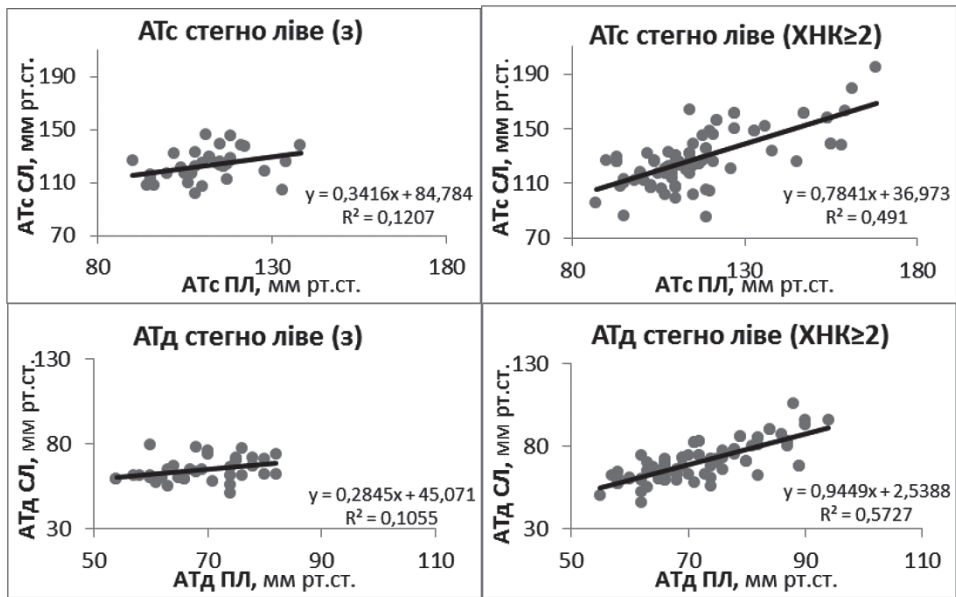 АТс стегно ліве (з)
АТс СЛ, мм рт.ст.
190
150
110
70
y = 0,3416x + 84,784
R² = 0,1207
80
130
180
АТс ПЛ, мм рт.ст.
АТс стегно ліве (ХНК≥2)
АТс СЛ, мм рт.ст.
190
150
110
70
y = 0,7841x + 36,973
R² = 0,491
80
130
180
АТс ПЛ, мм рт.ст.
АТд стегно ліве (з)
АТд СЛ, мм рт.ст.
130
80
30
y = 0,2845x + 45,071
R² = 0,1055
50
70
90
110
АТд ПЛ, мм рт.ст.
АТд стегно ліве (ХНК≥2)
АТд СЛ, мм рт.ст.
130
80
30
y = 0,9449x + 2,5388
R² = 0,5727
50
70
90
110
АТд ПЛ, мм рт.ст.